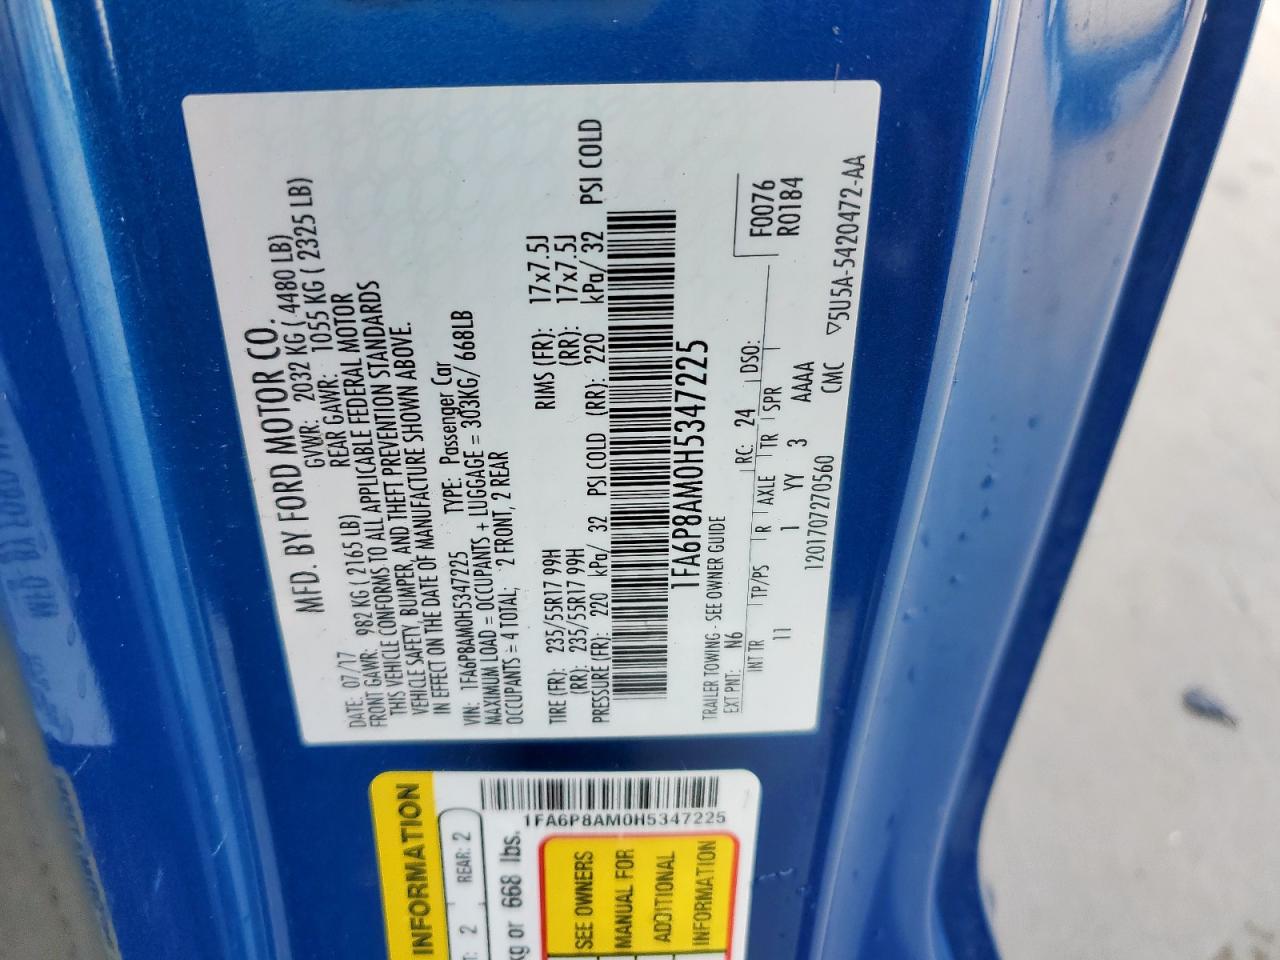 MFD. BY FORD MOTOR CO.
DATE: 07/17 GVWR: 2032 KG ( 4480 LB)
FRONT GAWR: 982 KG ( 2165 LB) REAR GAWR: 1055 KG ( 2325 LB)
THIS VEHICLE CONFORMS TO ALL APPLICABLE FEDERAL MOTOR
VEHICLE SAFETY, BUMPER, AND THEFT PREVENTION STANDARDS
IN EFFECT ON THE DATE OF MANUFACTURE SHOWN ABOVE.
VIN: 1FA6P8AM0H5347225 TYPE: Passenger Car
MAXIMUM LOAD = OCCUPANTS + LUGGAGE = 303KG/ 668LB
OCCUPANTS = 4 TOTAL; 2 FRONT, 2 REAR
TIRE (FR): 235/55R17 99H RIMS (FR): 17x7.5J
(RR): 235/55R17 99H (RR): 17x7.5J
PRESSURE (FR): 220 kPa/ 32 PSI COLD (RR): 220 kPa/ 32 PSI COLD
1FA6P8AM0H5347225
TRAILER TOWING - SEE OWNER GUIDE
F0076
EXT PNT: N6 RC: 24 DSO: R0184
INT TR TP/PS R AXLE TR SPR
11 1 YY 3 AAAA
120170727056​0 CMC ▽5U5A-5420472-AA
INFORMATION
1FA6P8AM0H5347225
2 REAR: 2
kg or 668 lbs.
SEE OWNERS
MANUAL FOR
ADDITIONAL
INFORMATION